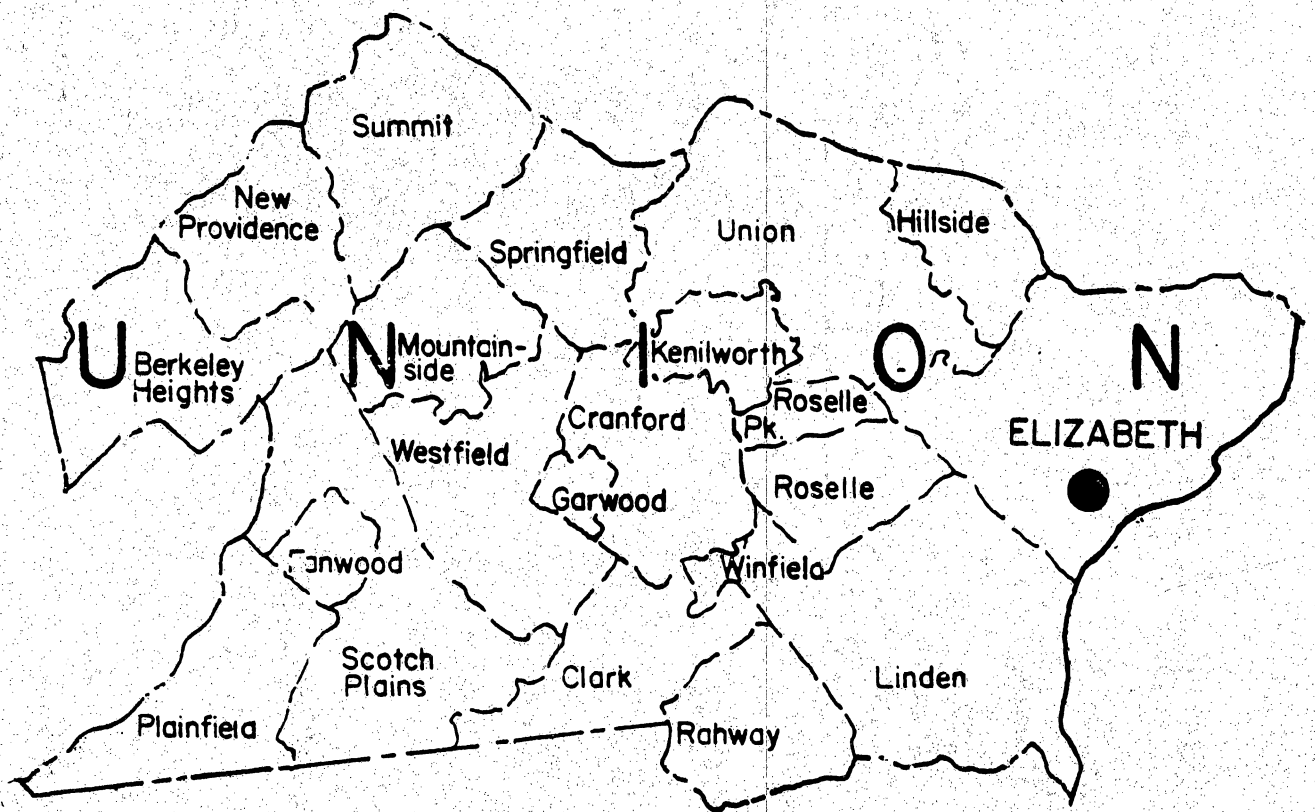 Summit
New
Providence
Springfield
Union
Hillside
U N I O N
Berkeley
Heights
Mountain-
side
Kenilworth
Roselle
Pk.
Cranford
Westfield
ELIZABETH
Garwood
Roselle
Fanwood
Winfield
Scotch
Plains
Clark
Linden
Plainfield
Rahway